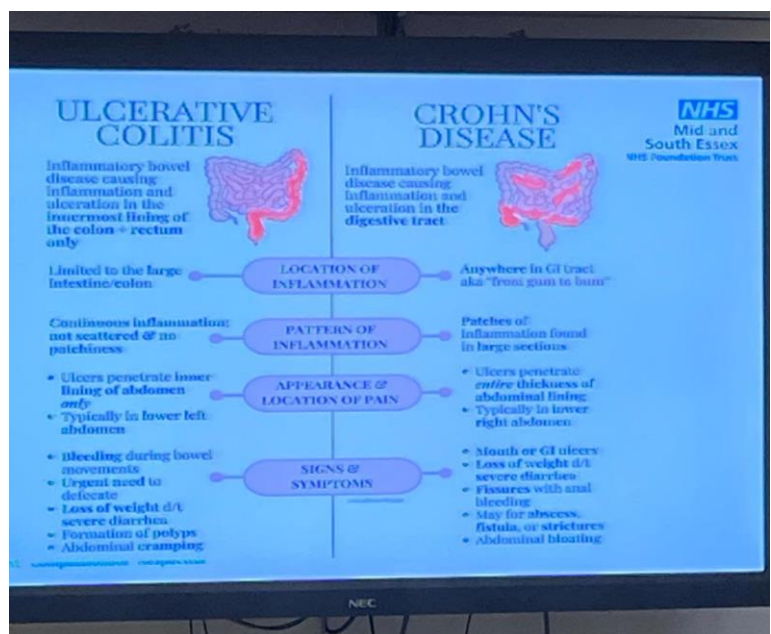 ULCERATIVE
COLITIS
Inflammatory bowel
disease causing
inflammation and
ulceration in the
innermost lining of
the colon + rectum
only
CROHN'S
DISEASE
Inflammatory bowel
disease causing
inflammation and
ulceration in the
digestive tract
NHS
Mid and
South Essex
NHS Foundation Trust
Limited to the large
intestine/colon
LOCATION OF
INFLAMMATION
Anywhere in GI tract
aka "from gum to bum"
Continuous inflammation:
not scattered & no
patchiness
PATTERN OF
INFLAMMATION
Patches of
inflammation found
in large sections
• Ulcers penetrate inner
lining of abdomen
only
• Typically in lower left
abdomen
APPEARANCE &
LOCATION OF PAIN
• Ulcers penetrate
entire thickness of
abdominal lining
• Typically in lower
right abdomen
• Bleeding during bowel
movements
• Urgent need to
defecate
• Loss of weight d/t
severe diarrhea
• Formation of polyps
• Abdominal cramping
SIGNS &
SYMPTOMS
• Mouth or GI ulcers
• Loss of weight d/t
severe diarrhea
• Fissures with anal
bleeding
• May for abscess,
fistula, or strictures
• Abdominal bloating
NEC